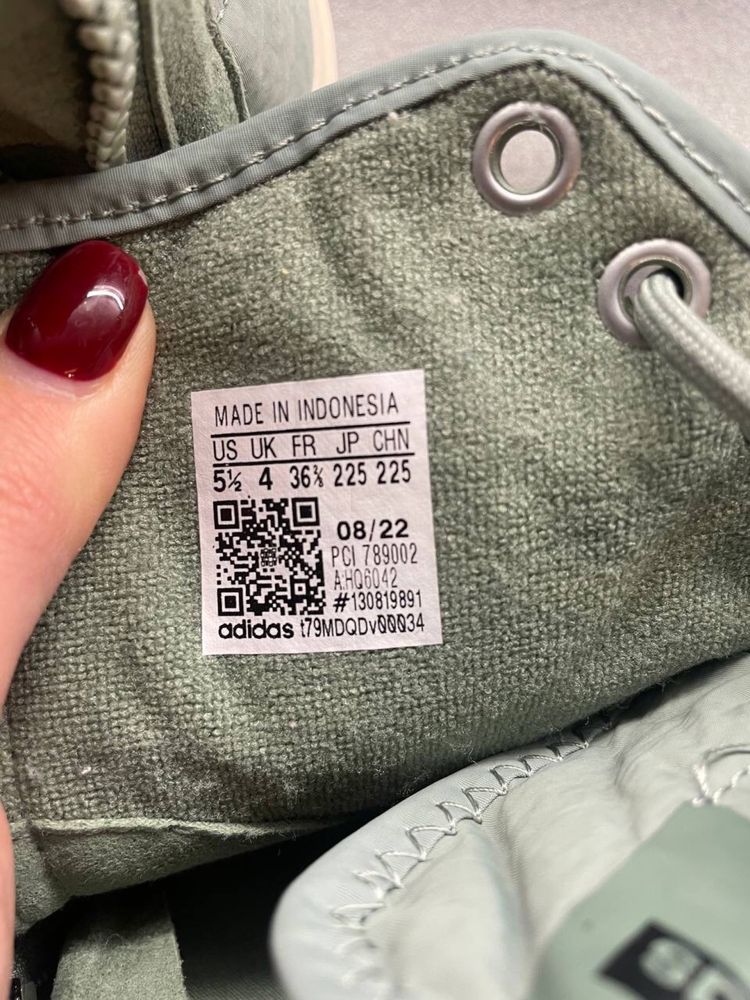 MADE IN INDONESIA
US UK FR JP CHN
5½ 4 36⅔ 225 225
08/22
PCI 789002
A:HQ6042
#130819891
adidas t79MDQDv00034